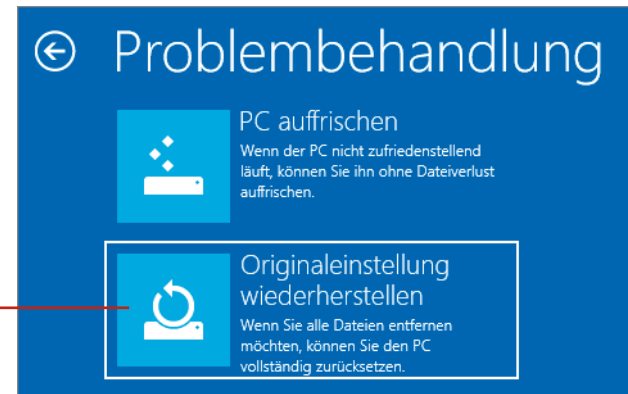 Problembehandlung
PC auffrischen
Wenn der PC nicht zufriedenstellend
läuft, können Sie ihn ohne Dateiverlust
auffrischen.
Originaleinstellung
wiederherstellen
Wenn Sie alle Dateien entfernen
möchten, können Sie den PC
vollständig zurücksetzen.